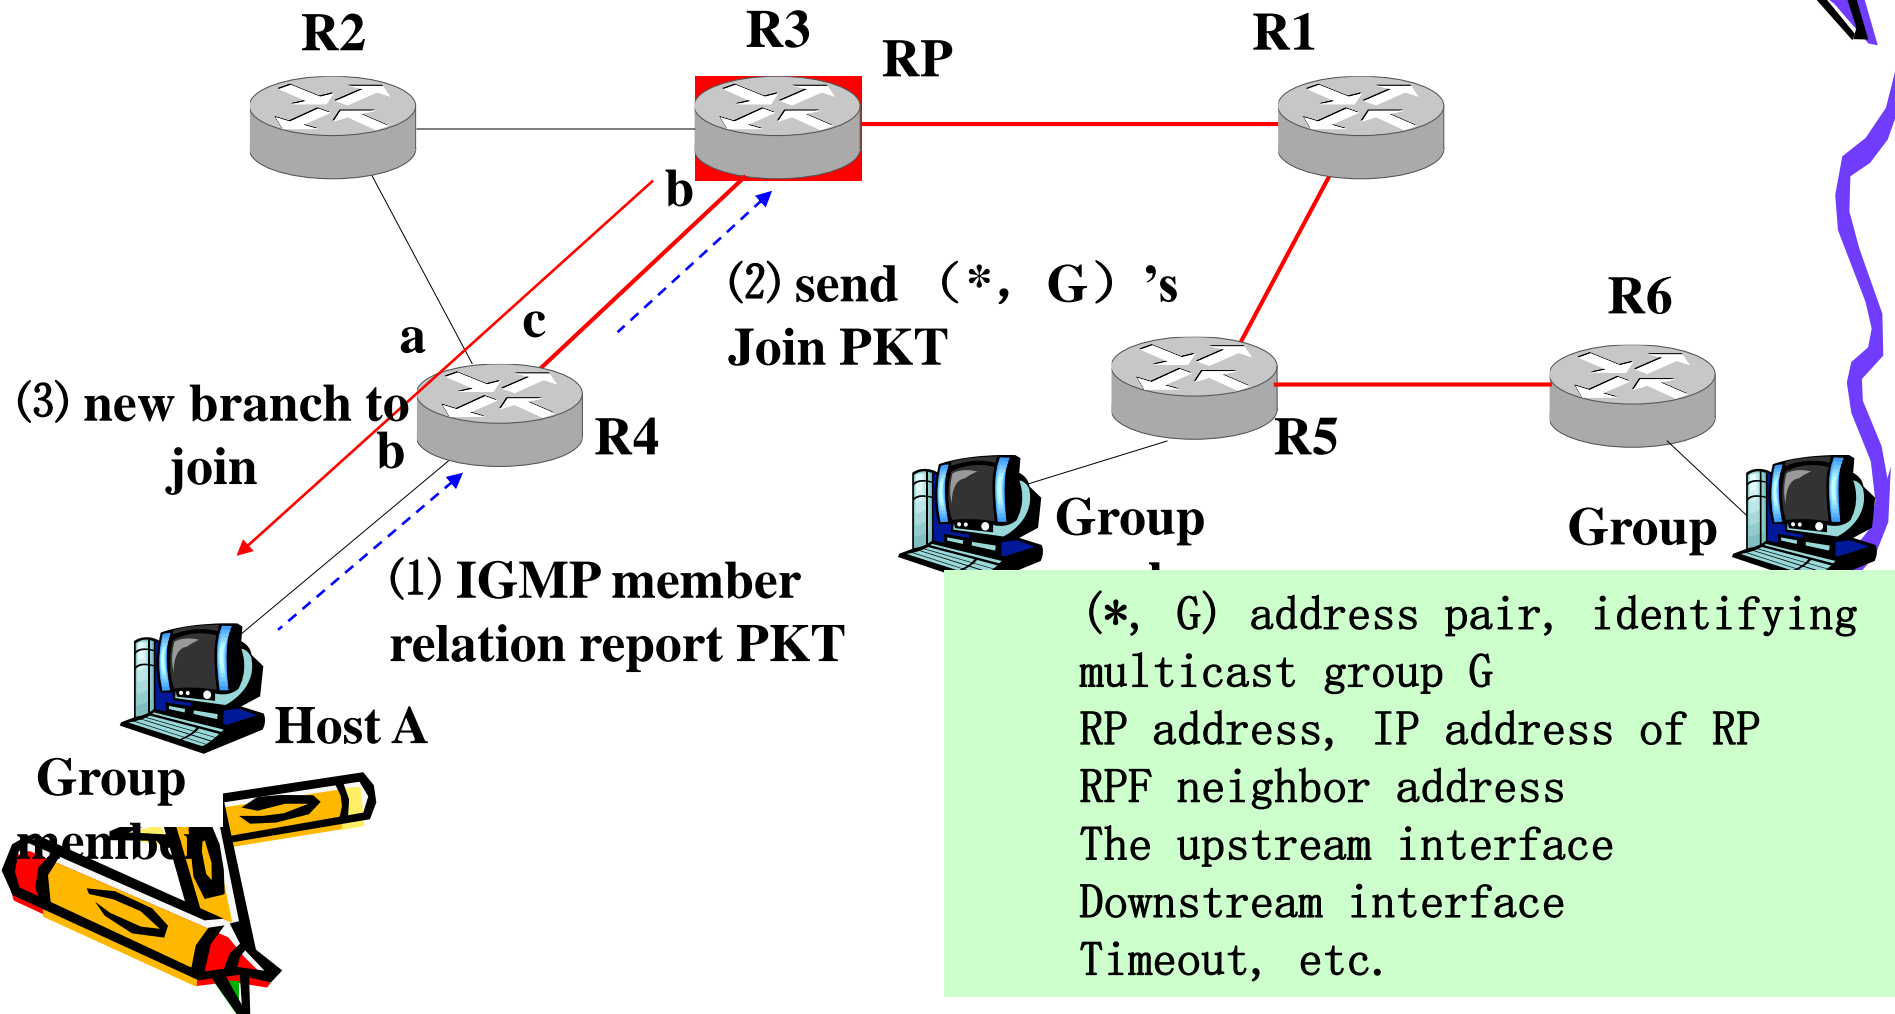 R2
R3
RP
R1
b
(2) send （*, G）’s
Join PKT
R6
a
c
(3) new branch to
join
b
R4
R5
Group
Group
(1) IGMP member
relation report PKT
Host A
Group
member
(*, G) address pair, identifying
multicast group G
RP address, IP address of RP
RPF neighbor address
The upstream interface
Downstream interface
Timeout, etc.